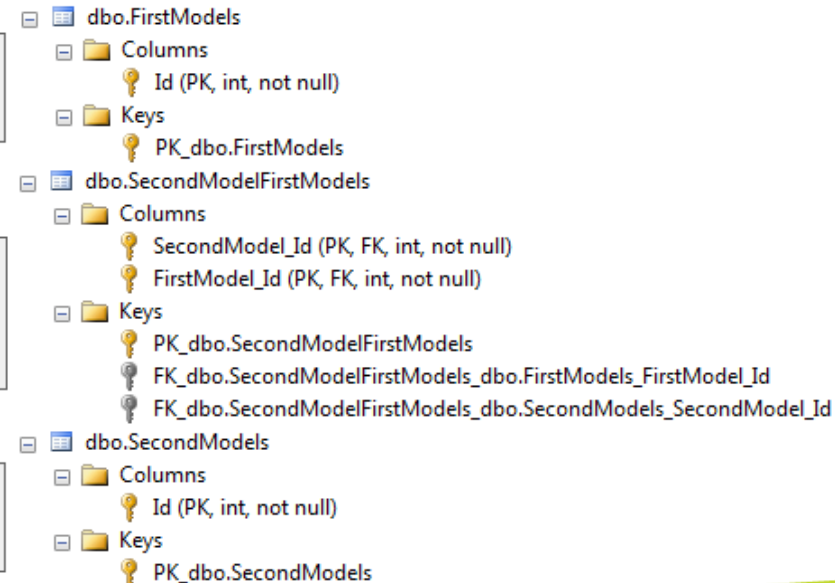 dbo.FirstModels
Columns
Id (PK, int, not null)
Keys
PK_dbo.FirstModels
dbo.SecondModelFirstModels
Columns
SecondModel_Id (PK, FK, int, not null)
FirstModel_Id (PK, FK, int, not null)
Keys
PK_dbo.SecondModelFirstModels
FK_dbo.SecondModelFirstModels_dbo.FirstModels_FirstModel_Id
FK_dbo.SecondModelFirstModels_dbo.SecondModels_SecondModel_Id
dbo.SecondModels
Columns
Id (PK, int, not null)
Keys
PK_dbo.SecondModels